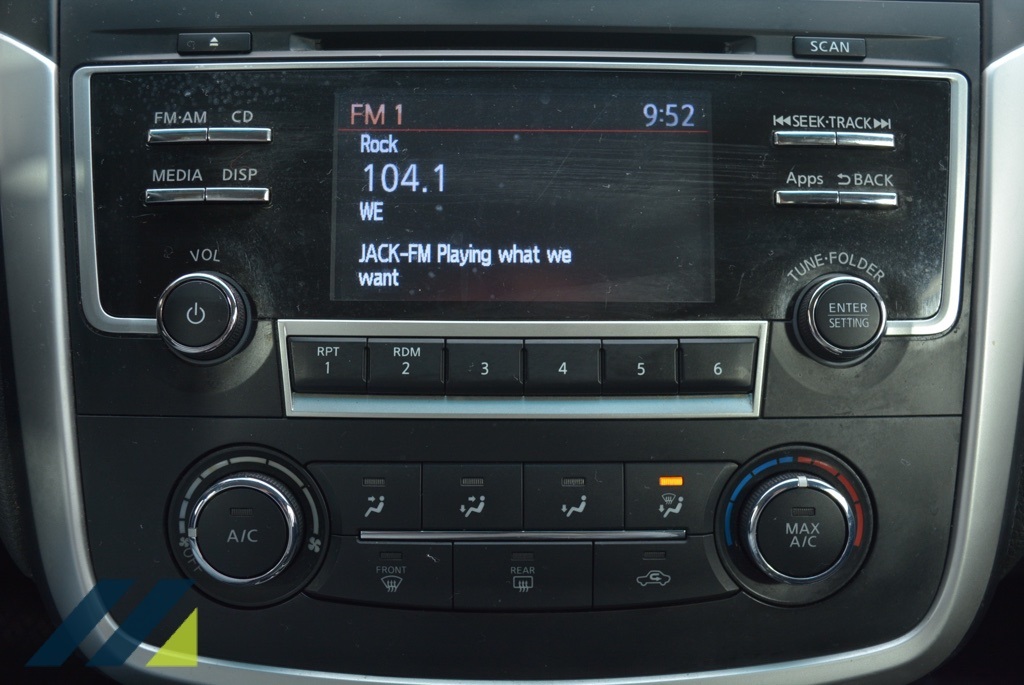 SCAN
FM·AM CD
MEDIA DISP
VOL
FM 1 9:52
Rock
104.1
WE
JACK-FM Playing what we
want
SEEK·TRACK
Apps BACK
TUNE·FOLDER
ENTER
SETTING
RPT RDM
1 2 3 4 5 6
A/C
OFF
MAX
A/C
FRONT REAR